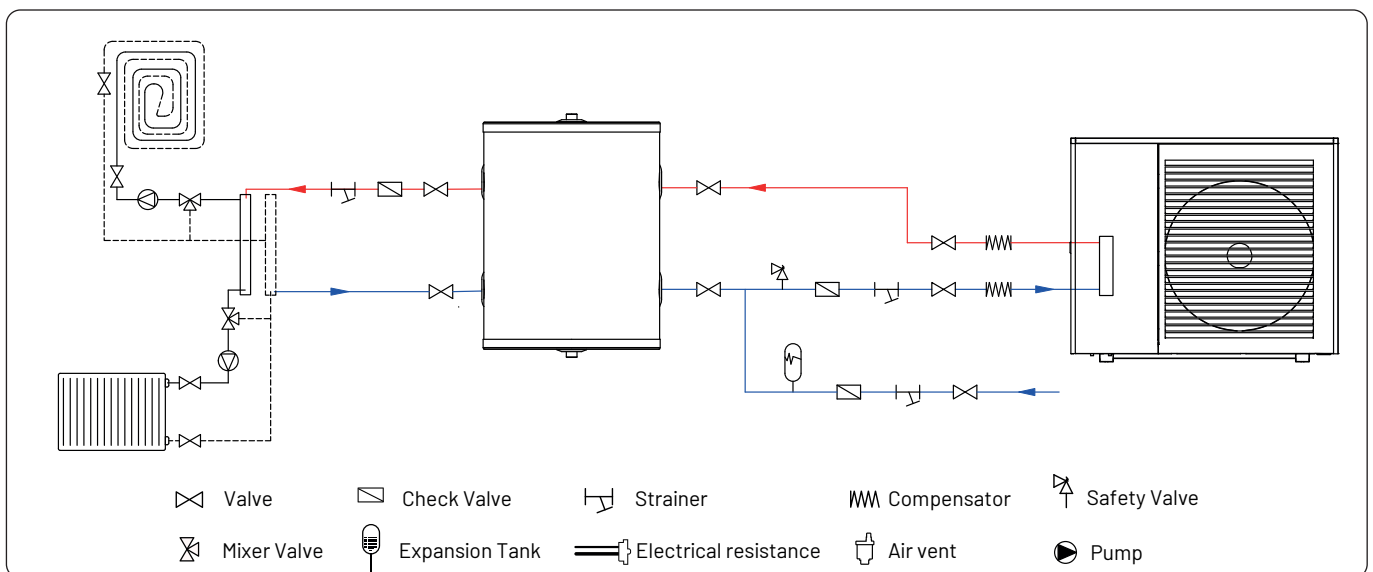 Valve
Check Valve
Strainer
Compensator
Safety Valve
Mixer Valve
Expansion Tank
Electrical resistance
Air vent
Pump